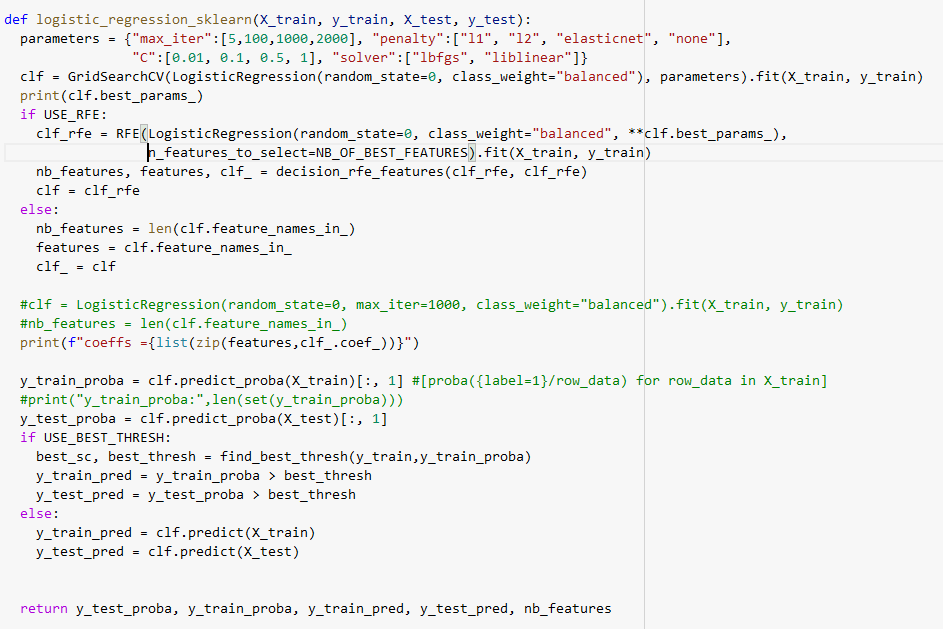 def logistic_regression_sklearn(X_train, y_train, X_test, y_test):
  parameters = {"max_iter":[5,100,1000,2000], "penalty":["l1", "l2", "elasticnet", "none"],
                "C":[0.01, 0.1, 0.5, 1], "solver":["lbfgs", "liblinear"]}
  clf = GridSearchCV(LogisticRegression(random_state=0, class_weight="balanced"), parameters).fit(X_train, y_train)
  print(clf.best_params_)
  if USE_RFE:
    clf_rfe = RFE(LogisticRegression(random_state=0, class_weight="balanced", **clf.best_params_),
                  n_features_to_select=NB_OF_BEST_FEATURES).fit(X_train, y_train)
    nb_features, features, clf_ = decision_rfe_features(clf_rfe, clf_rfe)
    clf = clf_rfe
  else:
    nb_features = len(clf.feature_names_in_)
    features = clf.feature_names_in_
    clf_ = clf
  #clf = LogisticRegression(random_state=0, max_iter=1000, class_weight="balanced").fit(X_train, y_train)
  #nb_features = len(clf.feature_names_in_)
  print(f"coeffs ={list(zip(features,clf_.coef_))}")
  y_train_proba = clf.predict_proba(X_train)[:, 1] #[proba({label=1}/row_data) for row_data in X_train]
  #print("y_train_proba:",len(set(y_train_proba)))
  y_test_proba = clf.predict_proba(X_test)[:, 1]
  if USE_BEST_THRESH:
    best_sc, best_thresh = find_best_thresh(y_train,y_train_proba)
    y_train_pred = y_train_proba > best_thresh
    y_test_pred = y_test_proba > best_thresh
  else:
    y_train_pred = clf.predict(X_train)
    y_test_pred = clf.predict(X_test)
  return y_test_proba, y_train_proba, y_train_pred, y_test_pred, nb_features